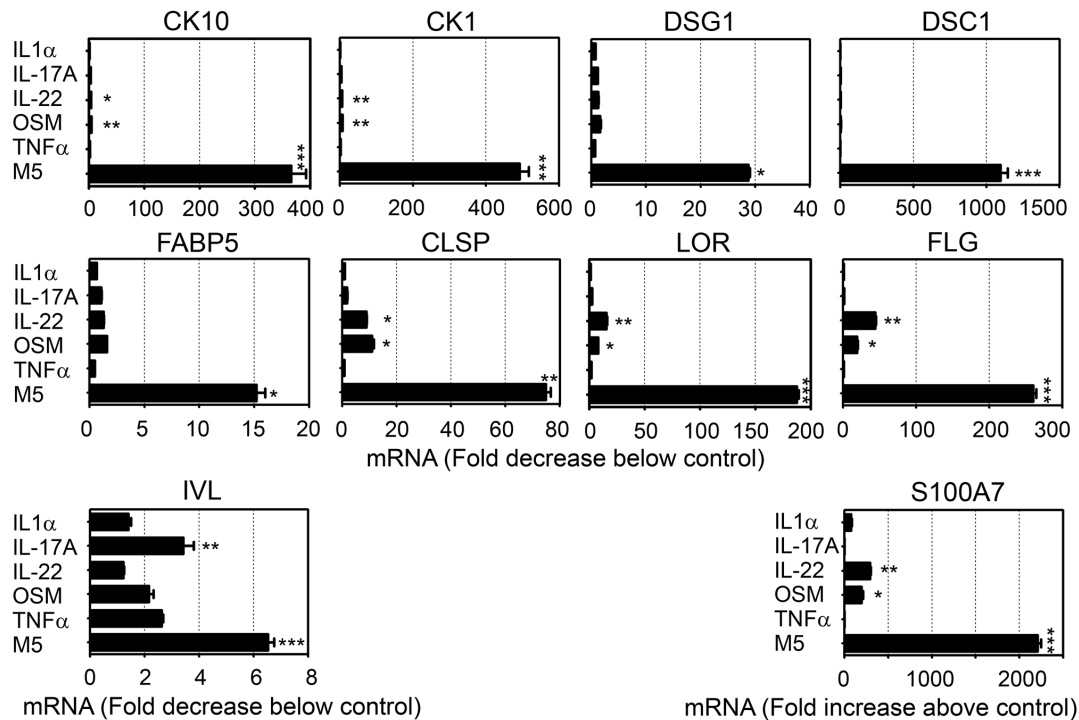 CK10 CK1 DSG1 DSC1
IL1α
IL-17A
IL-22 * ** 
OSM ** **
TNFα
M5 *** *** * ***
0 100 200 300 400 0 200 400 600 0 10 20 30 40 0 500 1000 1500
FABP5 CLSP LOR FLG
IL1α
IL-17A
IL-22 * ** **
OSM * * *
TNFα
M5 * ** *** ***
0 5 10 15 20 0 20 40 60 80 0 50 100 150 200 0 100 200 300
mRNA (Fold decrease below control)
IVL S100A7
IL1α IL1α
IL-17A ** IL-17A
IL-22 IL-22 **
OSM OSM *
TNFα TNFα
M5 *** M5 ***
0 2 4 6 8 0 1000 2000
mRNA (Fold decrease below control) mRNA (Fold increase above control)